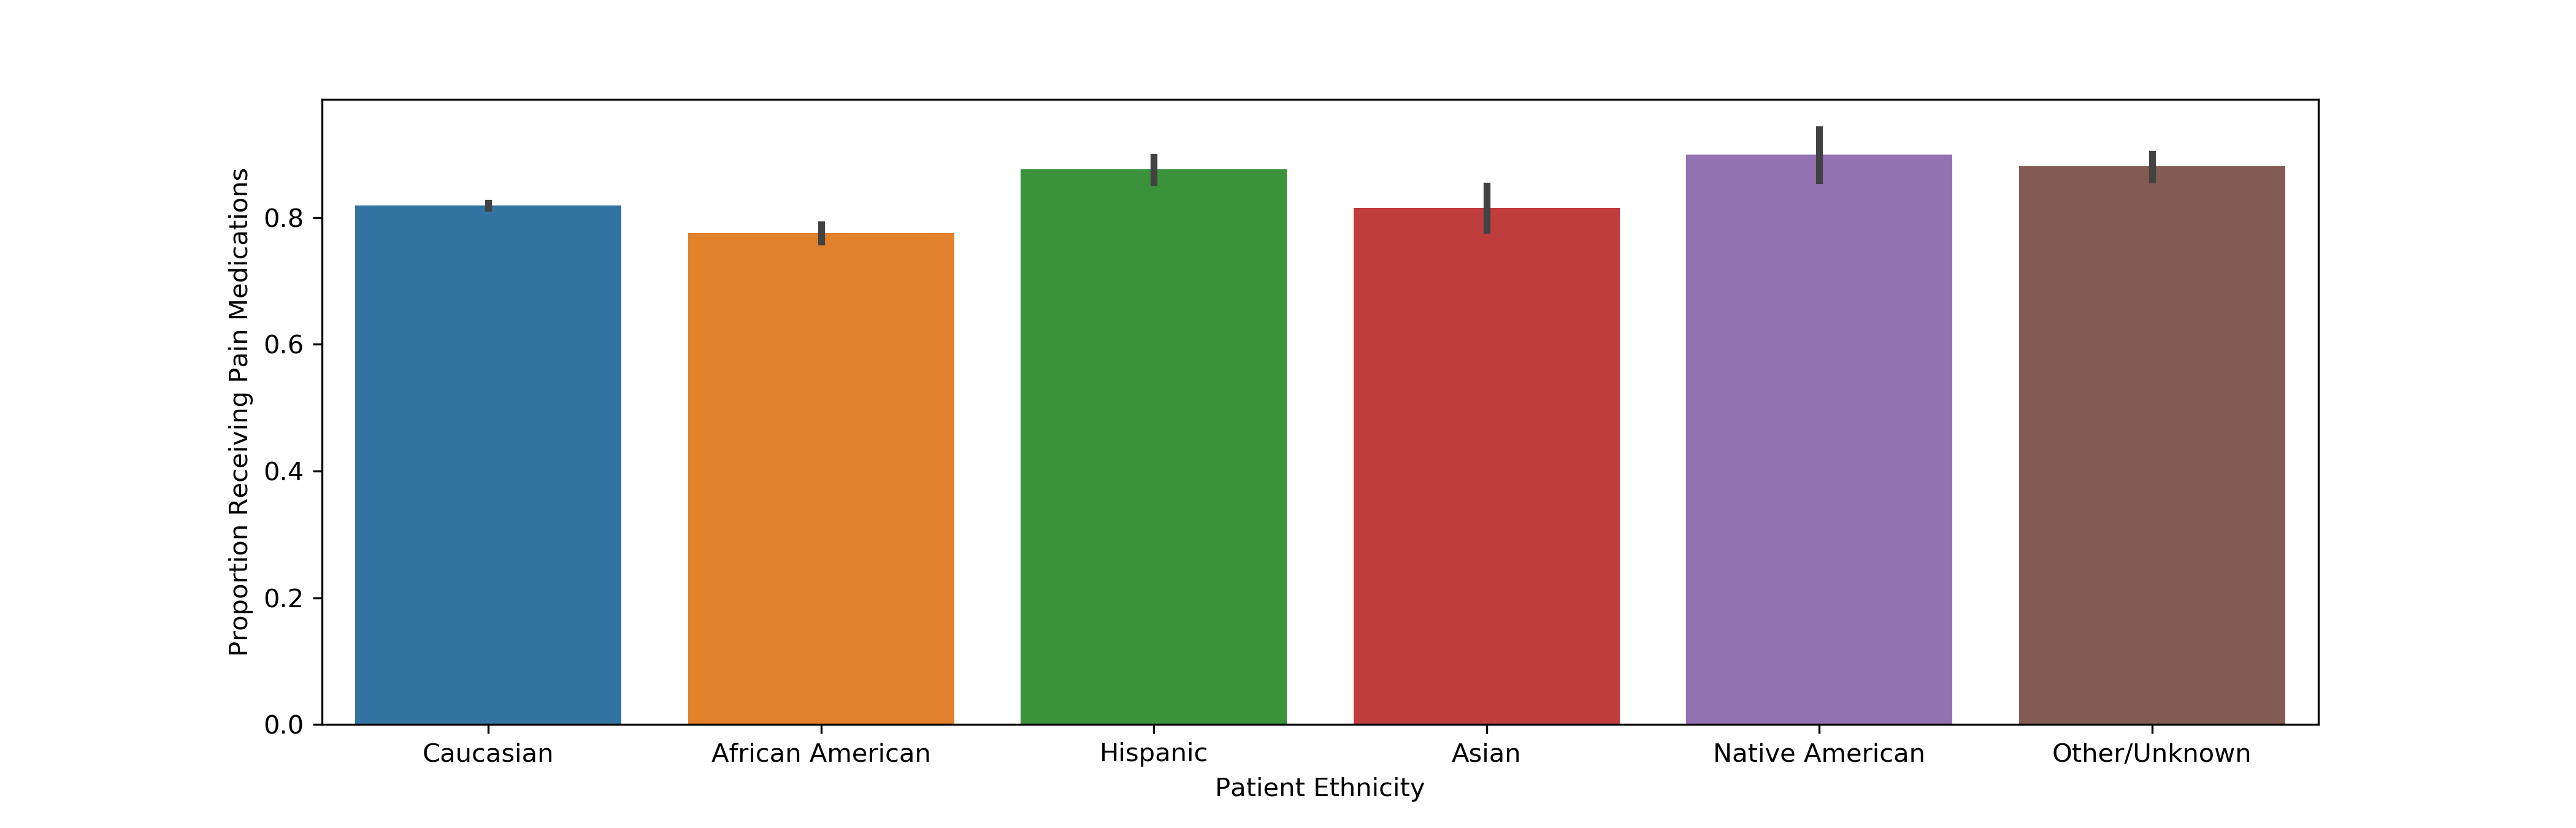 Proportion Receiving Pain Medications
0.8
0.6
0.4
0.2
0.0
Caucasian
African American
Hispanic
Asian
Native American
Other/Unknown
Patient Ethnicity